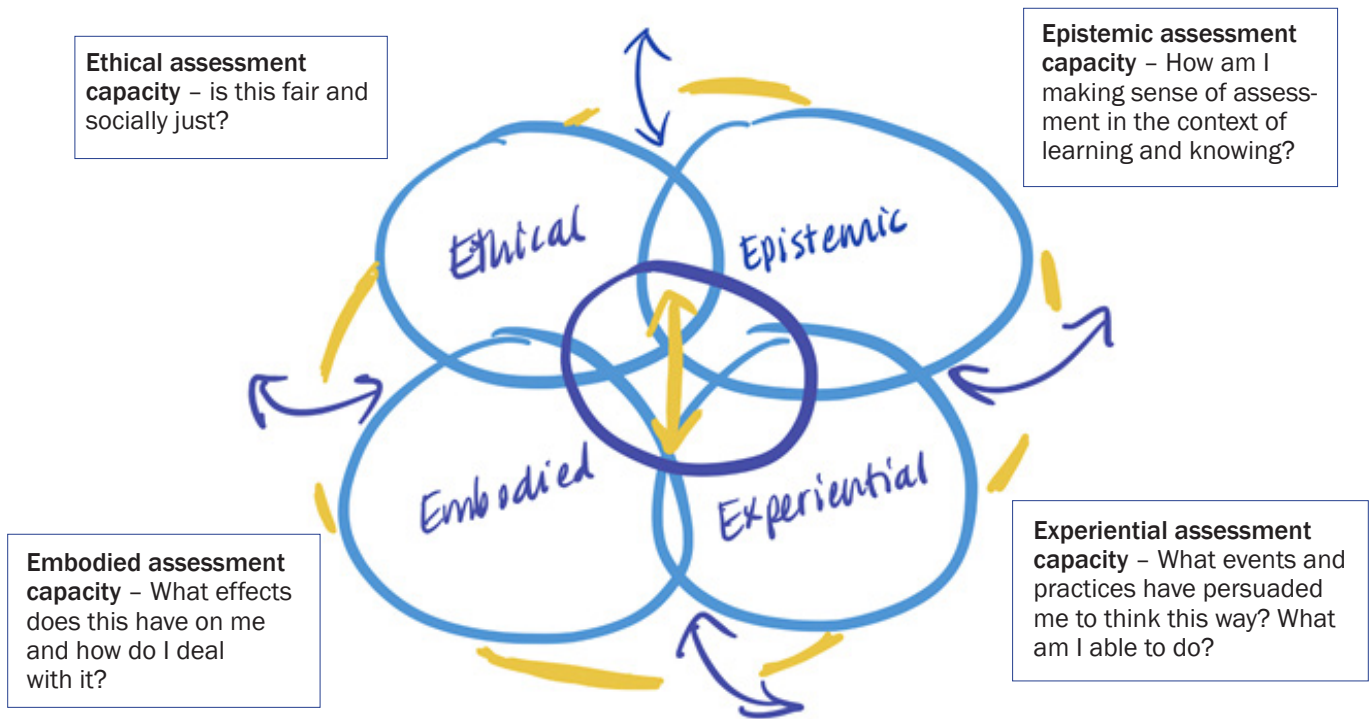 Ethical assessment
capacity – is this fair and
socially just?
Epistemic assessment
capacity – How am I
making sense of assess-
ment in the context of
learning and knowing?
Ethical
Epistemic
Embodied
Experiential
Embodied assessment
capacity – What effects
does this have on me
and how do I deal
with it?
Experiential assessment
capacity – What events and
practices have persuaded
me to think this way? What
am I able to do?